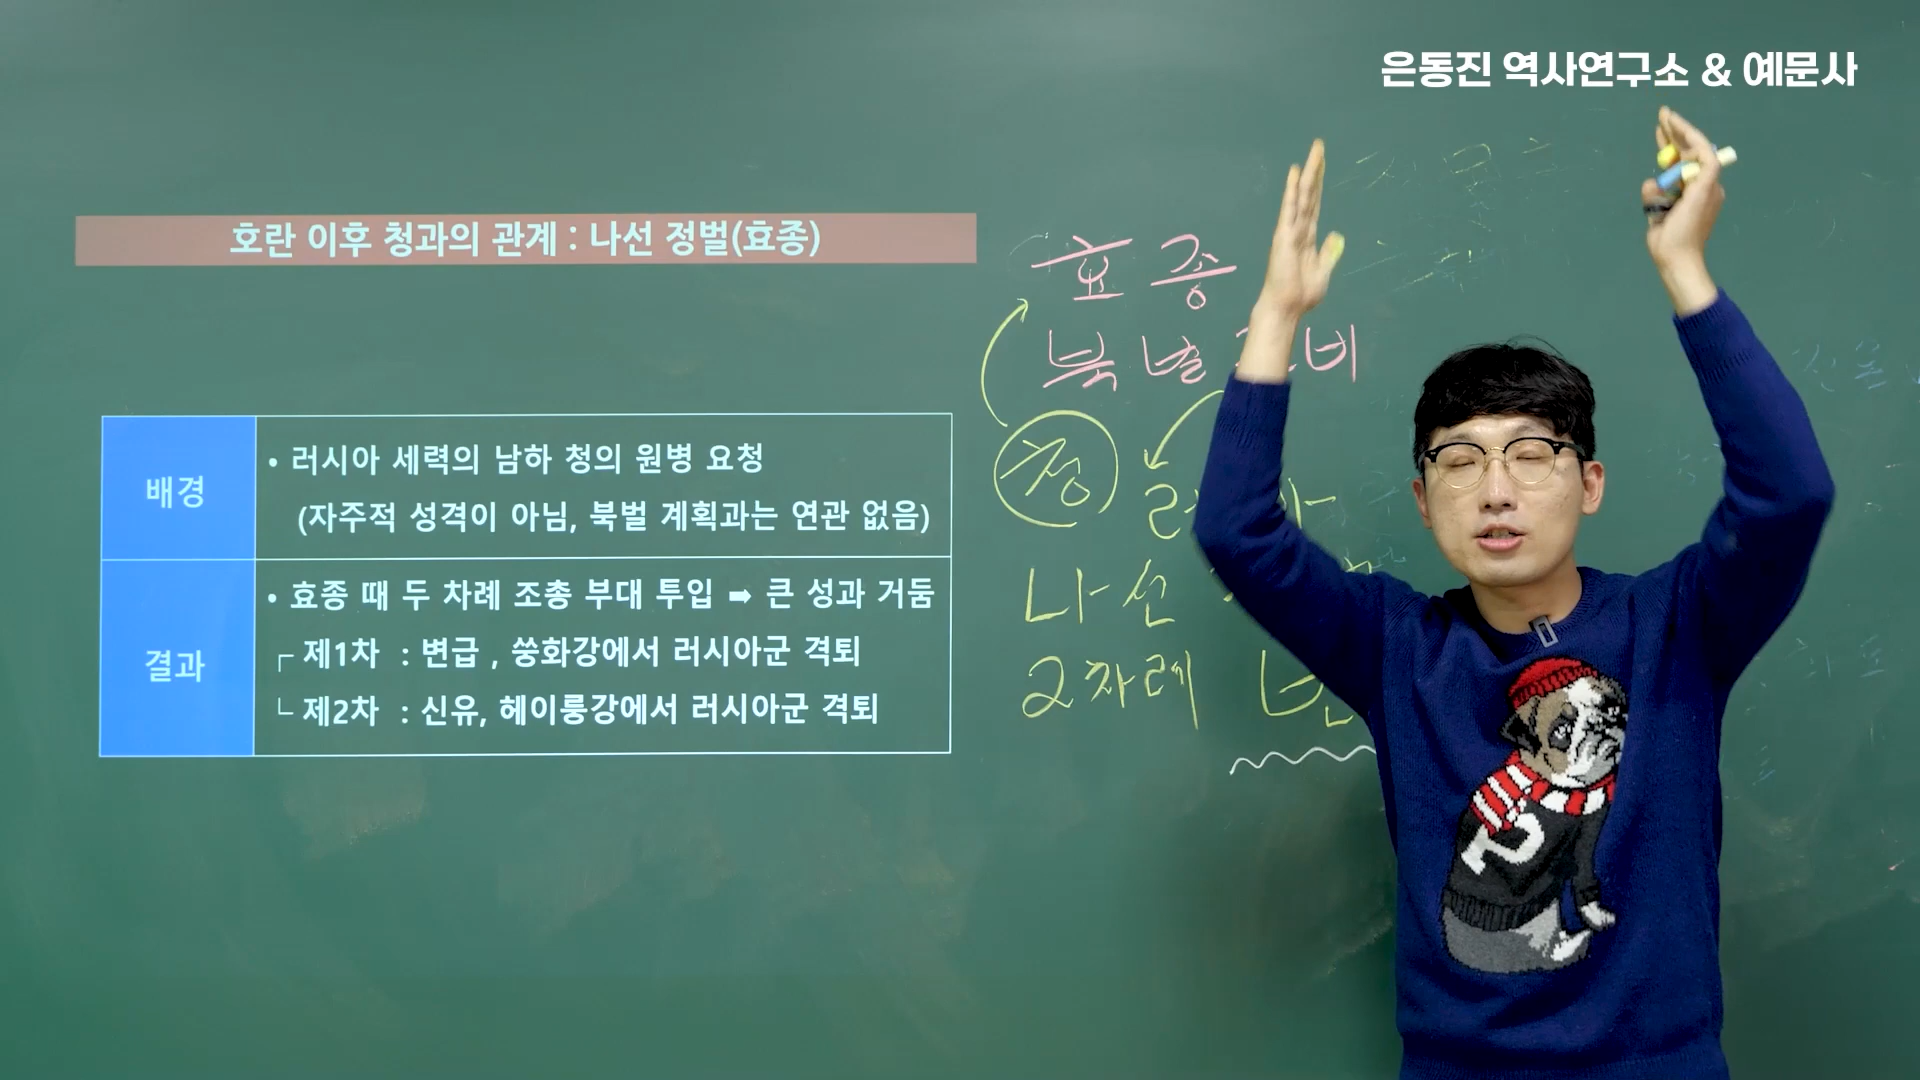 은동진 역사연구소 & 예문사
호란 이후 청과의 관계 : 나선 정벌(효종)
배경
• 러시아 세력의 남하 청의 원병 요청
(자주적 성격이 아님, 북벌 계획과는 연관 없음)
결과
• 효종 때 두 차례 조총 부대 투입 ➡ 큰 성과 거둠
┌ 제1차 : 변급 , 쑹화강에서 러시아군 격퇴
└ 제2차 : 신유, 헤이룽강에서 러시아군 격퇴
효종
북벌 비
청
나선
2차례
2